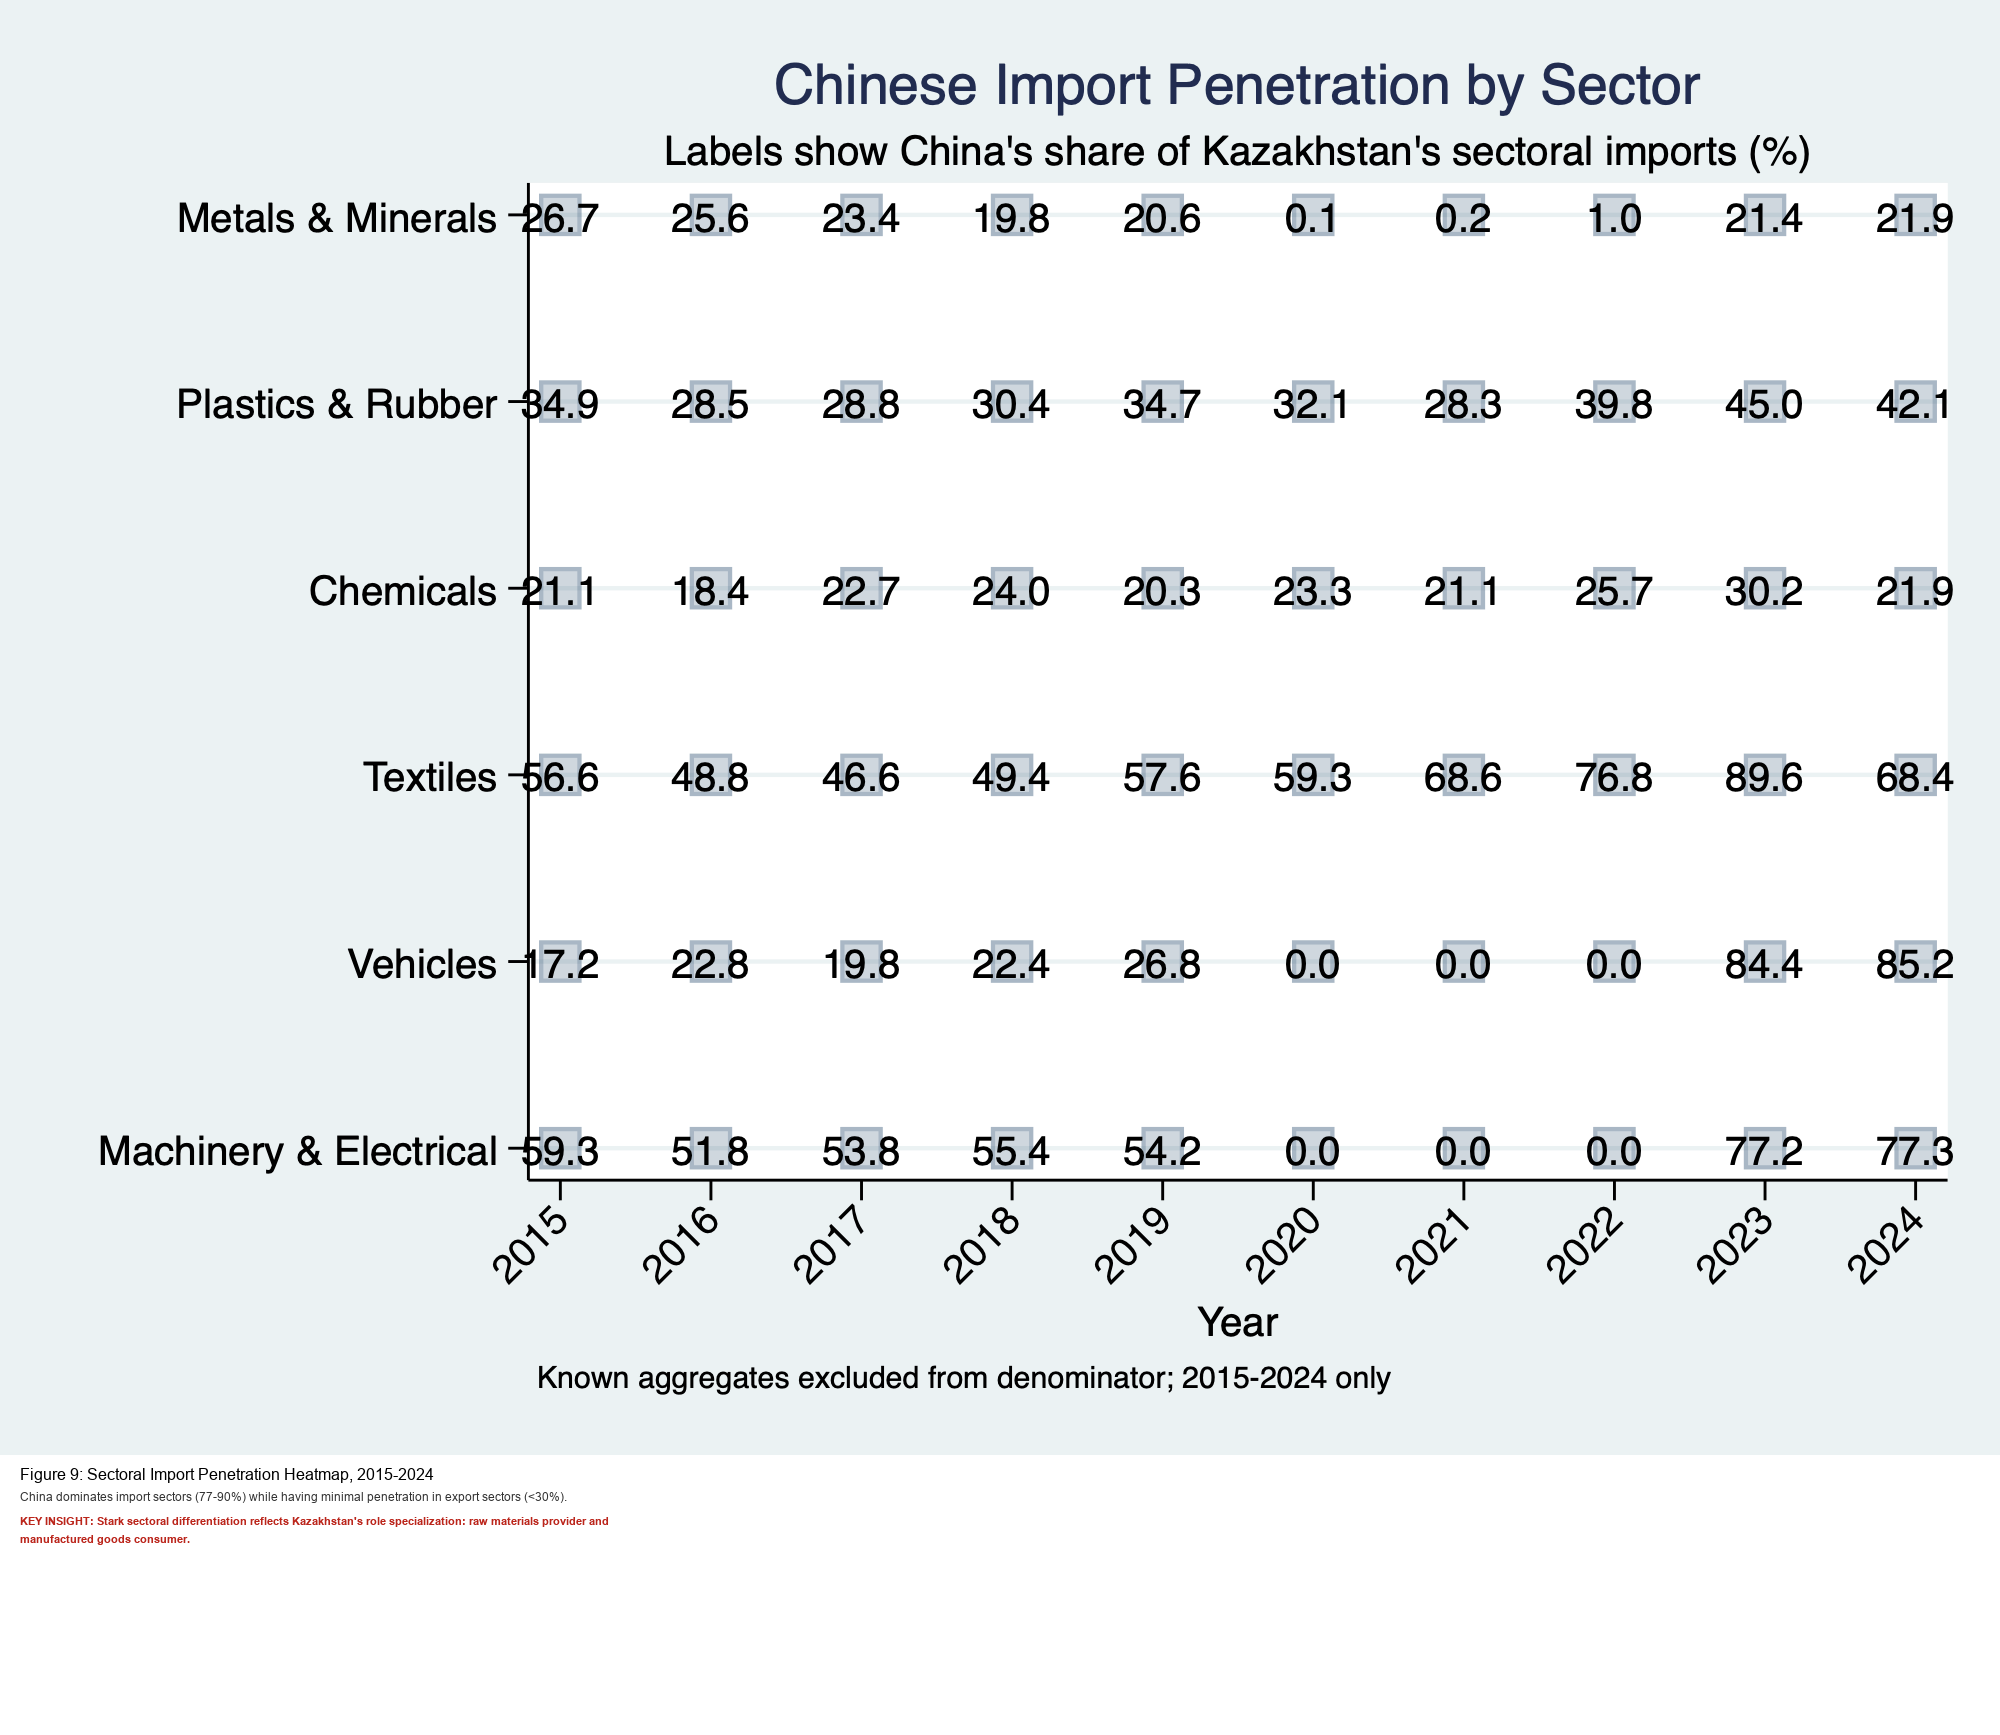 Chinese Import Penetration by Sector
Labels show China's share of Kazakhstan's sectoral imports (%)
Metals & Minerals 26.7 25.6 23.4 19.8 20.6 0.1 0.2 1.0 21.4 21.9
Plastics & Rubber 34.9 28.5 28.8 30.4 34.7 32.1 28.3 39.8 45.0 42.1
Chemicals 21.1 18.4 22.7 24.0 20.3 23.3 21.1 25.7 30.2 21.9
Textiles 56.6 48.8 46.6 49.4 57.6 59.3 68.6 76.8 89.6 68.4
Vehicles 17.2 22.8 19.8 22.4 26.8 0.0 0.0 0.0 84.4 85.2
Machinery & Electrical 59.3 51.8 53.8 55.4 54.2 0.0 0.0 0.0 77.2 77.3
2015 2016 2017 2018 2019 2020 2021 2022 2023 2024
Year
Known aggregates excluded from denominator; 2015-2024 only
Figure 9: Sectoral Import Penetration Heatmap, 2015-2024
China dominates import sectors (77-90%) while having minimal penetration in export sectors (<30%).
KEY INSIGHT: Stark sectoral differentiation reflects Kazakhstan's role specialization: raw materials provider and
manufactured goods consumer.